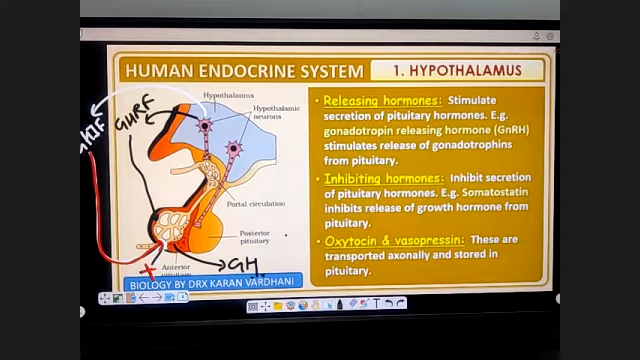 HUMAN ENDOCRINE SYSTEM
1. HYPOTHALAMUS
Hypothalamus
Hypothalamic
neurons
Portal circulation
Posterior
pituitary
Anterior
pituitary
GHRF
GH
BIOLOGY BY DRX KARAN VARDHANI
• Releasing hormones: Stimulate
secretion of pituitary hormones. E.g.
gonadotropin releasing hormone (GnRH)
stimulates release of gonadotrophins
from pituitary.
• Inhibiting hormones: Inhibit secretion
of pituitary hormones. E.g. Somatostatin
inhibits release of growth hormone from
pituitary.
• Oxytocin & vasopressin: These are
transported axonally and stored in
pituitary.